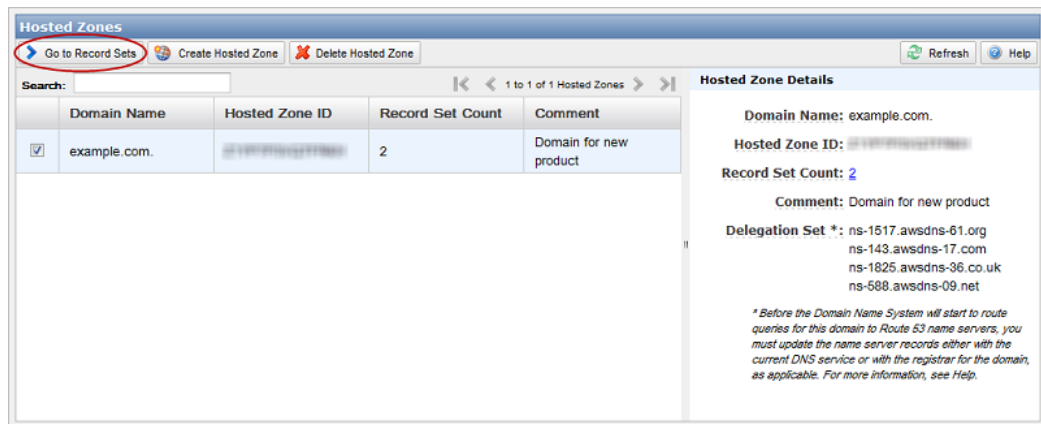 Hosted Zones
Go to Record Sets Create Hosted Zone Delete Hosted Zone Refresh Help
Search: 1 to 1 of 1 Hosted Zones
Domain Name Hosted Zone ID Record Set Count Comment
example.com. 2 Domain for new
product
Hosted Zone Details
Domain Name: example.com.
Hosted Zone ID:
Record Set Count: 2
Comment: Domain for new product
Delegation Set *: ns-1517.awsdns-61.org
ns-143.awsdns-17.com
ns-1825.awsdns-36.co.uk
ns-588.awsdns-09.net
* Before the Domain Name System will start to route
queries for this domain to Route 53 name servers, you
must update the name server records either with the
current DNS service or with the registrar for the domain,
as applicable. For more information, see Help.